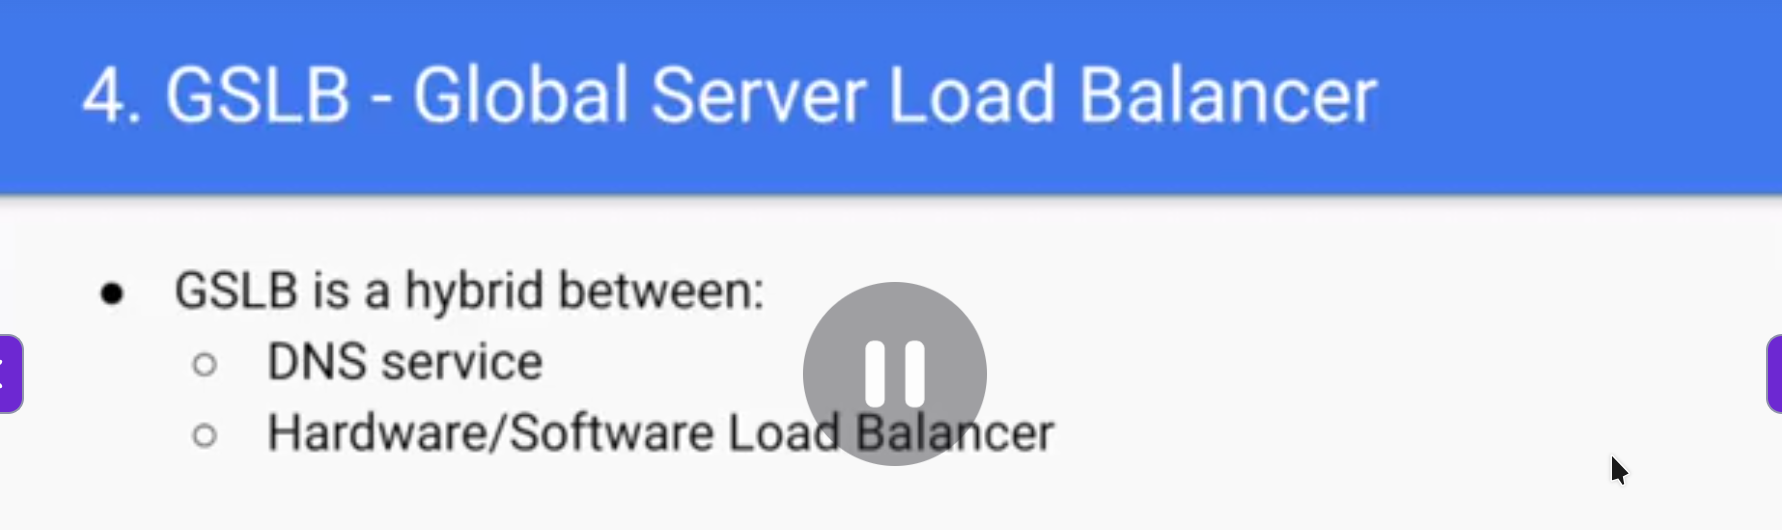 4. GSLB - Global Server Load Balancer
● GSLB is a hybrid between:
○ DNS service
○ Hardware/Software Load Balancer